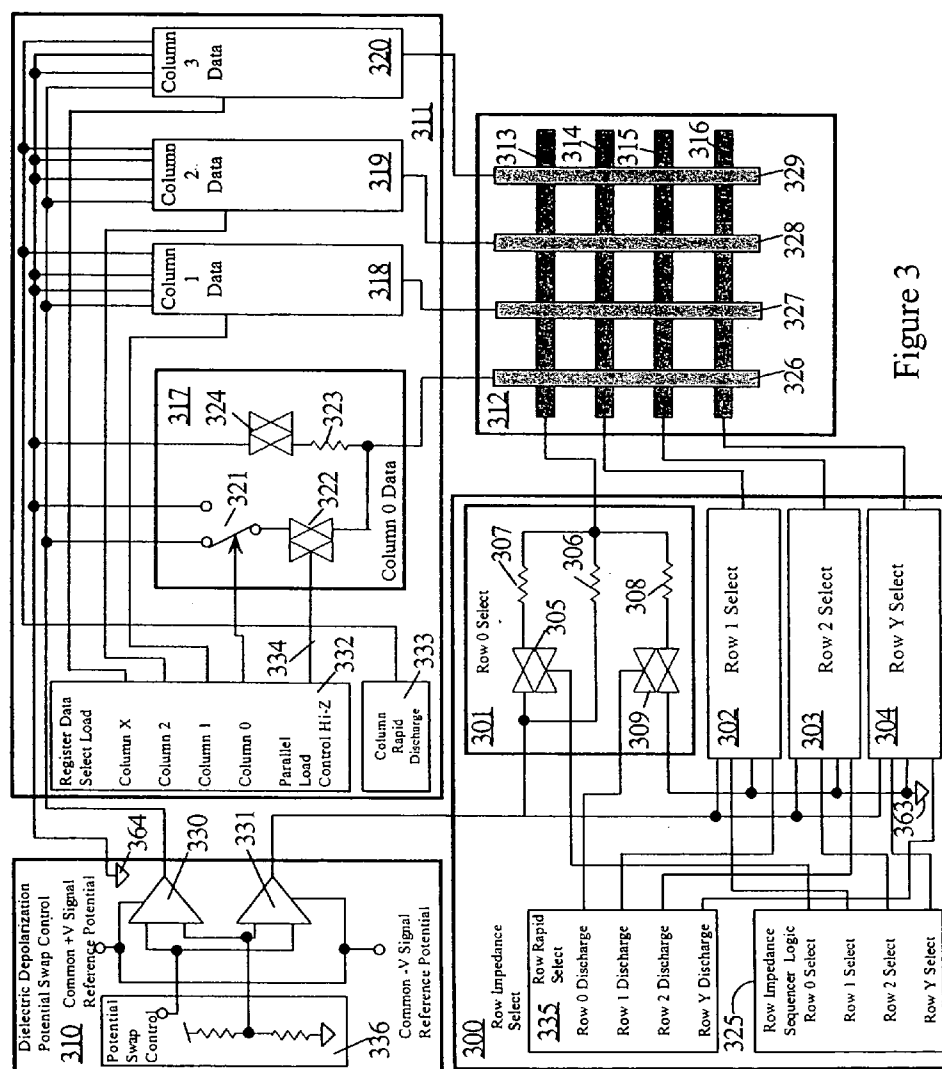 Dielectric Depolarization
Potential Swap Control
310
Common +V Signal
Reference Potential
Potential
Swap
Control
336
Common -V Signal
Reference Potential
364
330
331
Register Data
Select Load
Column X
Column 2
Column 1
Column 0
Parallel
Load
Control Hi-Z
334
332
Column
Rapid
Discharge
333
317
324
323
321
322
Column 0 Data
Column
1
Data
318
Column
2
Data
319
Column
3
Data
320
311
300
Row Impedance
Select
335
Row Rapid
Select
Row 0 Discharge
Row 1 Discharge
Row 2 Discharge
Row Y Discharge
325
Row Impedance
Sequencer Logic
Row 0 Select
Row 1 Select
Row 2 Select
Row Y Select
301
Row 0 Select
305
307
306
308
309
302
Row 1 Select
303
Row 2 Select
304
Row Y Select
363
312
313
314
315
316
326
327
328
329
Figure 3